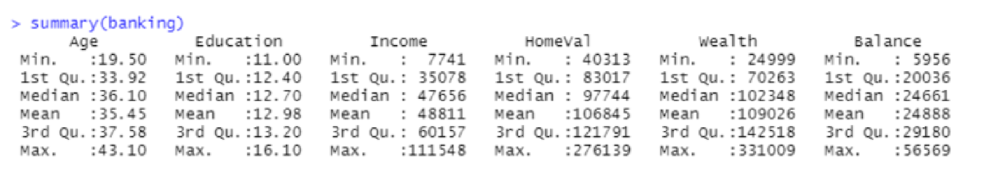 > summary(banking)
Age Education Income HomeVal Wealth Balance
Min. :19.50 Min. :11.00 Min. : 7741 Min. : 40313 Min. : 24999 Min. : 5956
1st Qu.:33.92 1st Qu.:12.40 1st Qu.: 35078 1st Qu.: 83017 1st Qu.: 70263 1st Qu.:20036
Median :36.10 Median :12.70 Median : 47656 Median : 97744 Median :102348 Median :24661
Mean :35.45 Mean :12.98 Mean : 48811 Mean :106845 Mean :109026 Mean :24888
3rd Qu.:37.58 3rd Qu.:13.20 3rd Qu.: 60157 3rd Qu.:121791 3rd Qu.:142518 3rd Qu.:29180
Max. :43.10 Max. :16.10 Max. :111548 Max. :276139 Max. :331009 Max. :56569